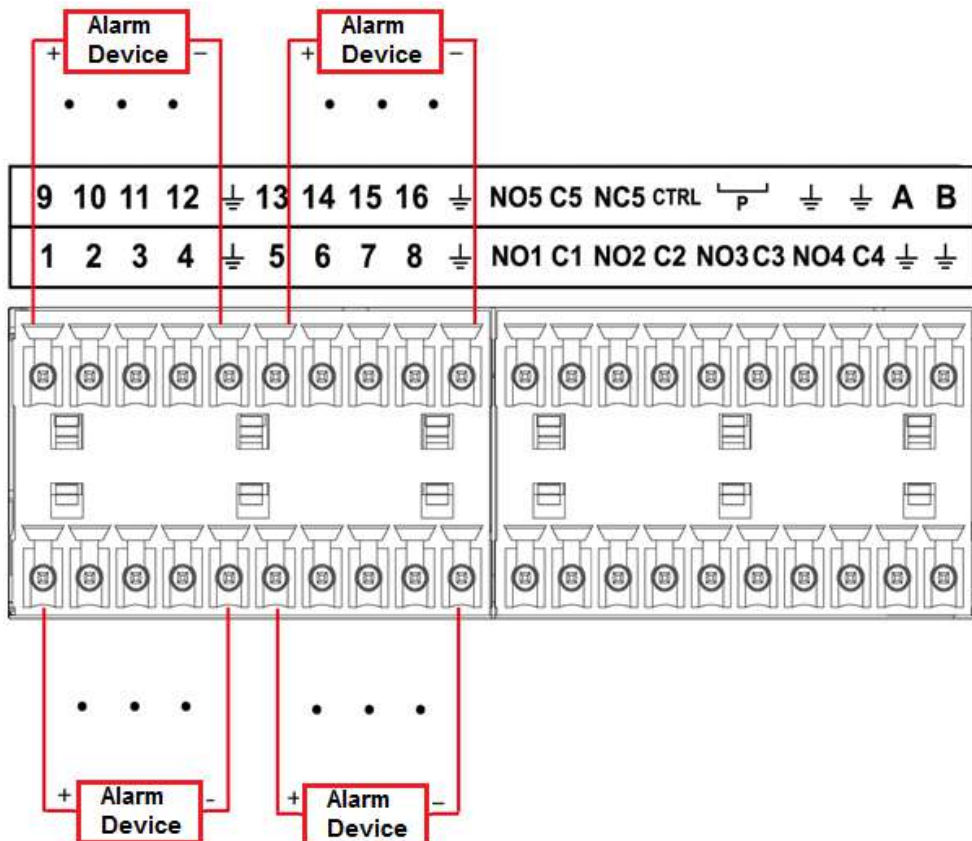 Alarm Device
Alarm Device
+ − + −
9 10 11 12 ⏚ 13 14 15 16 ⏚ NO5 C5 NC5 CTRL P ⏚ ⏚ A B
1 2 3 4 ⏚ 5 6 7 8 ⏚ NO1 C1 NO2 C2 NO3 C3 NO4 C4 ⏚ ⏚
+ - + −
Alarm Device
Alarm Device